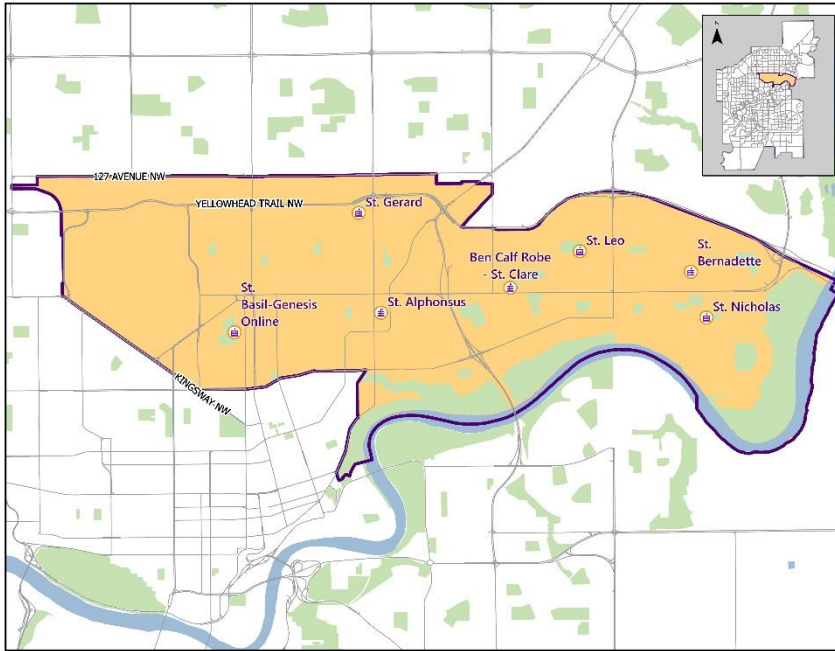 N
127 AVENUE NW
YELLOWHEAD TRAIL NW
St. Gerard
St. Leo
Ben Calf Robe
- St. Clare
St.
Bernadette
St.
Basil-Genesis
Online
St. Alphonsus
St. Nicholas
KINGSWAY NW